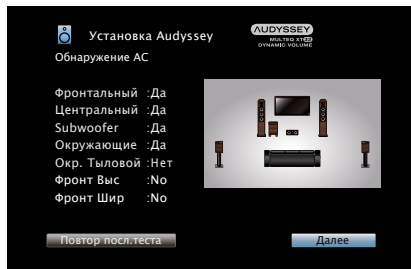 Установка Audyssey
AUDYSSEY
MULTEQ XT32
DYNAMIC VOLUME
Обнаружение АС
Фронтальный :Да
Центральный :Да
Subwoofer :Да
Окружающие :Да
Окр. Тыловой :Нет
Фронт Выс :No
Фронт Шир :No
Повтор посл.теста
Далее